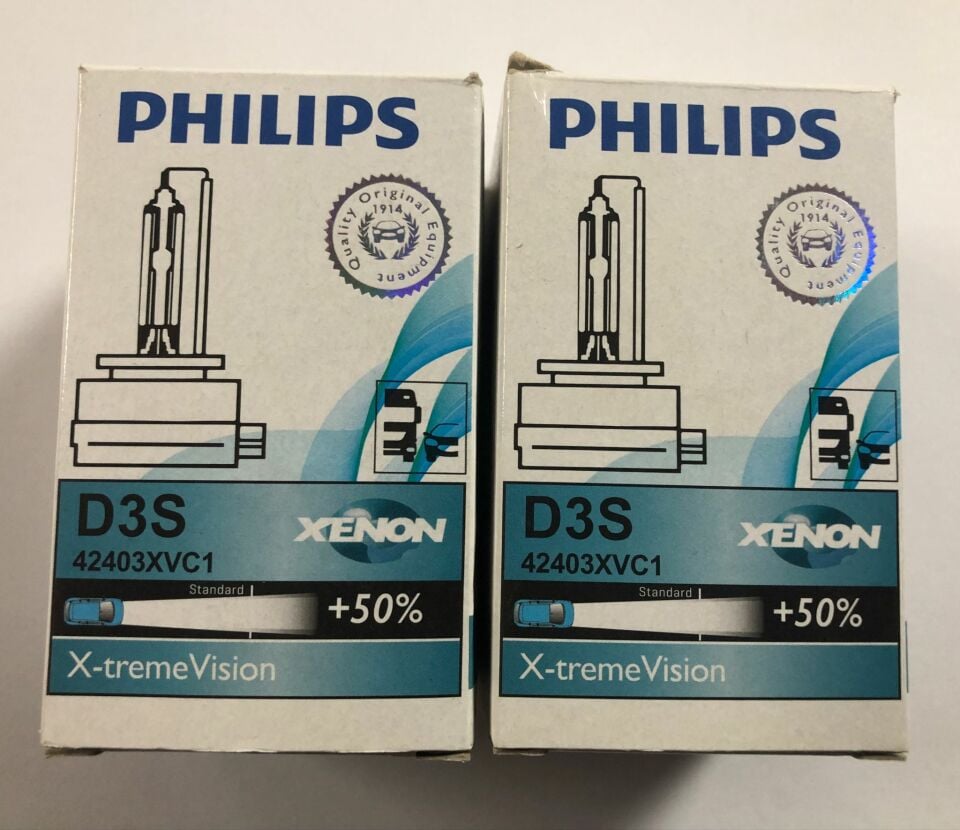 PHILIPS
Quality Original Equipment
1914
D3S
XENON
42403XVC1
Standard
+50%
X-tremeVision
PHILIPS
Quality Original Equipment
1914
D3S
XENON
42403XVC1
Standard
+50%
X-tremeVision